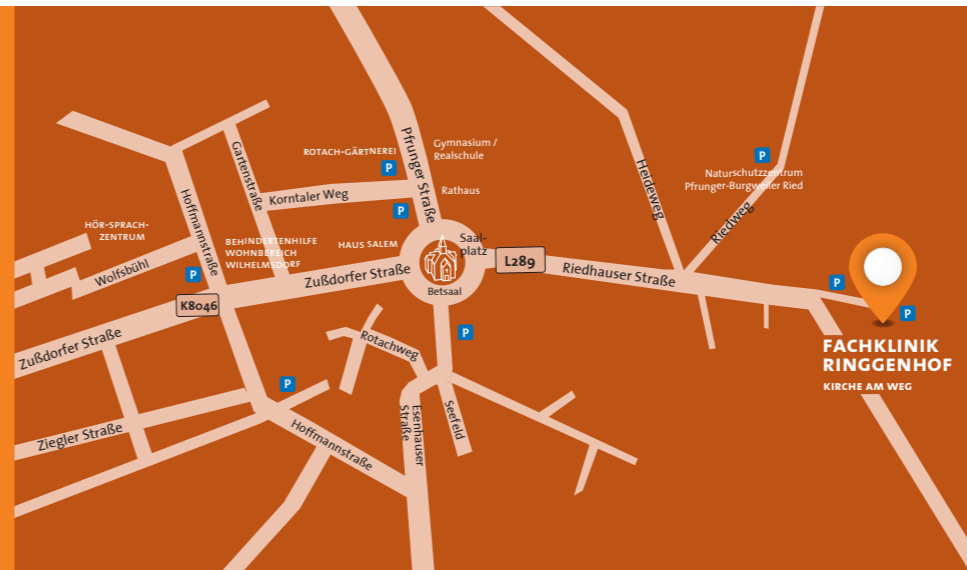 Pfrunger Straße
Gymnasium /
Realschule
ROTACH-GÄRTNEREI
P
P
Gartenstraße
Heideweg
Naturschutzzentrum
Pfrunger-Burgweiler Ried
Korntaler Weg
Rathaus
Hoffmannstraße
P
Riedweg
HÖR-SPRACH-
ZENTRUM
BEHINDERTENHILFE
WOHNBEREICH
WILHELMSDORF
HAUS SALEM
Saal-
platz
L289
Wolfsbühl
P
Zußdorfer Straße
Betsaal
Riedhauser Straße
P
K8046
P
Zußdorfer Straße
P
Rotachweg
FACHKLINIK
RINGGENHOF
KIRCHE AM WEG
P
Ziegler Straße
Hoffmannstraße
Esenhauser
Straße
Seefeld